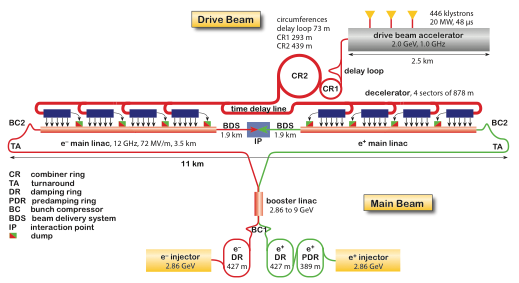 Drive Beam
circumferences
delay loop 73 m
CR1 293 m
CR2 439 m
446 klystrons
20 MW, 48 µs
drive beam accelerator
2.0 GeV, 1.0 GHz
2.5 km
delay loop
CR2
CR1
decelerator, 4 sectors of 878 m
time delay line
BC2
BDS
1.9 km
IP
BDS
1.9 km
BC2
TA
e– main linac, 12 GHz, 72 MV/m, 3.5 km
e+ main linac
TA
11 km
CR combiner ring
TA turnaround
DR damping ring
PDR predamping ring
BC bunch compressor
BDS beam delivery system
IP interaction point
dump
booster linac
2.86 to 9 GeV
Main Beam
BC1
e– injector
2.86 GeV
e–
DR
427 m
e+
DR
427 m
e+
PDR
389 m
e+ injector
2.86 GeV